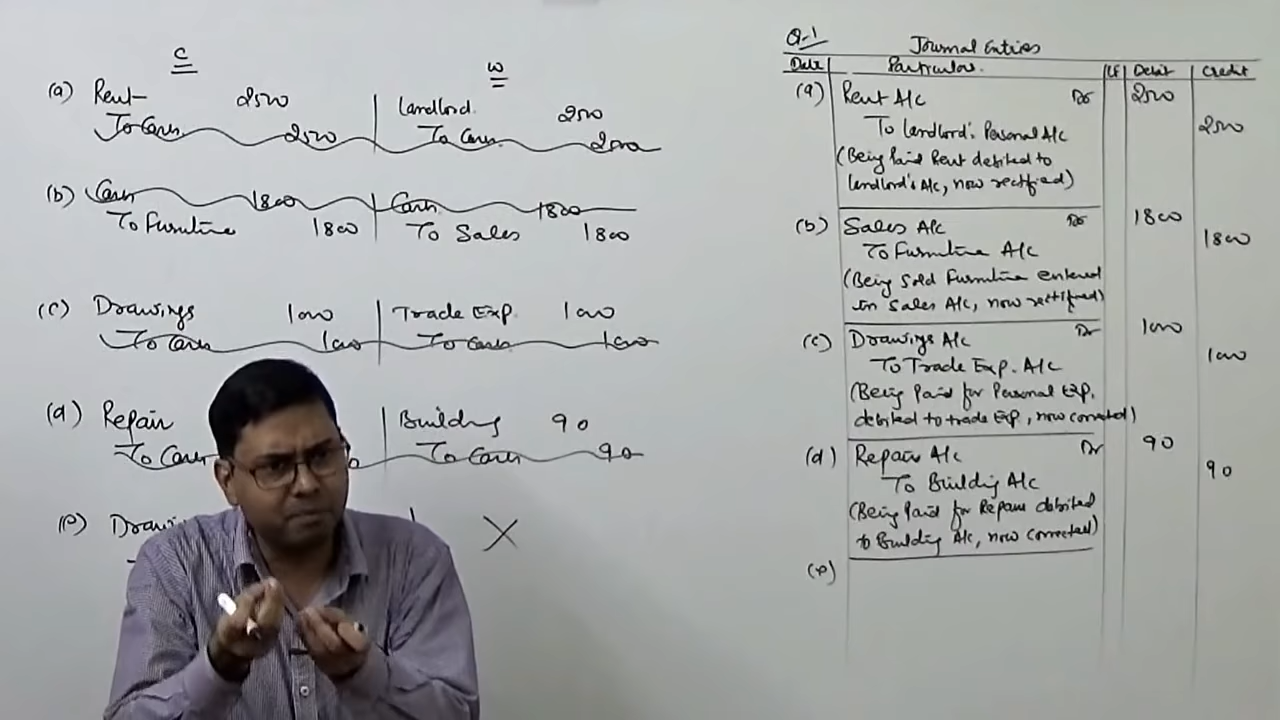 C
W
(a) Rent 2500
To Cash 2500
Landlord 2500
To Cash 2500
(b) Cash 1800
To Furniture 1800
Cash 1800
To Sales 1800
(c) Drawings 1000
To Cash 1000
Trade Exp. 1000
To Cash 1000
(d) Repair
To Cash
Building 90
To Cash 90
(e) Drawi
X
Q-1 Journal Entries
Date Particular. LF Debit Credit
(a) Rent A/c Dr 2500
To Landlord's Personal A/c 2500
(Being Paid Rent debited to
Landlord's A/c, now rectified)
(b) Sales A/c Dr 1800
To Furniture A/c 1800
(Being Sold Furniture entered
in Sales A/c, now rectified)
(c) Drawings A/c Dr 1000
To Trade Exp. A/c 1000
(Being Paid for Personal Exp.
debited to trade Exp, now corrected)
(d) Repair A/c Dr 90
To Building A/c 90
(Being Paid for Repairs debited
to Building A/c, now corrected)
(e)